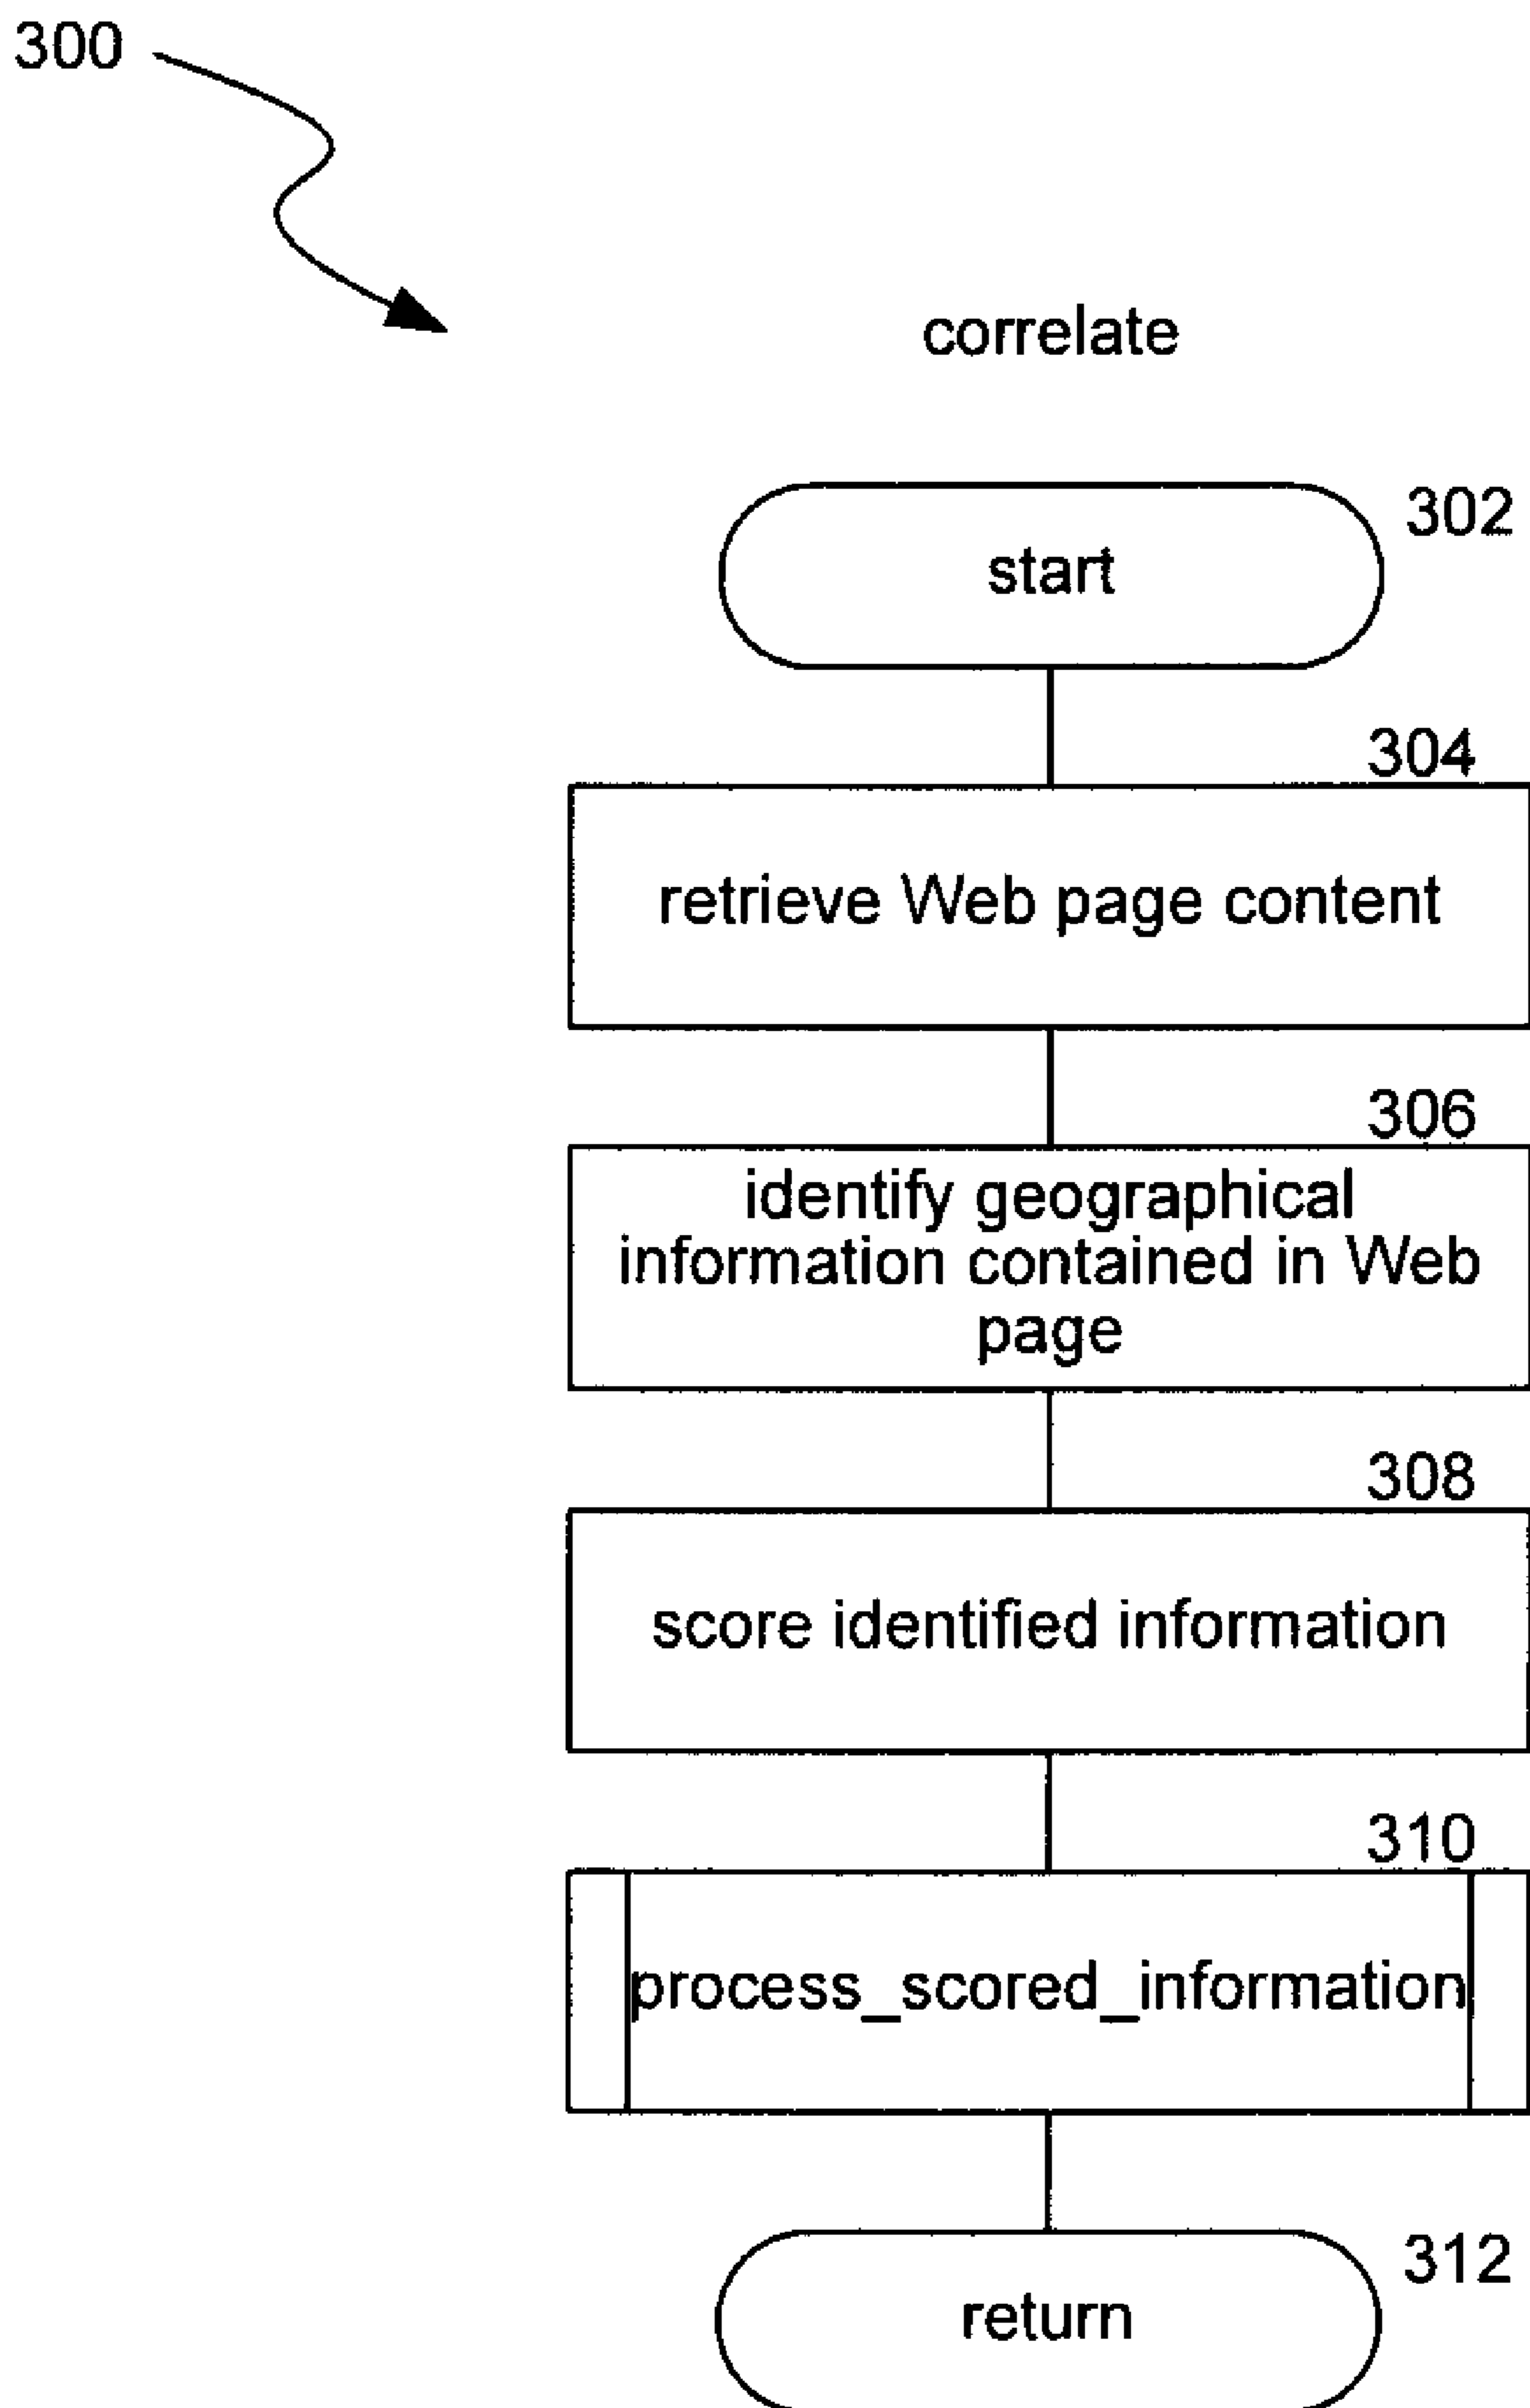 300
correlate
302
start
304
retrieve Web page content
306
identify geographical
information contained in Web
page
308
score identified information
310
process_scored_information
312
return